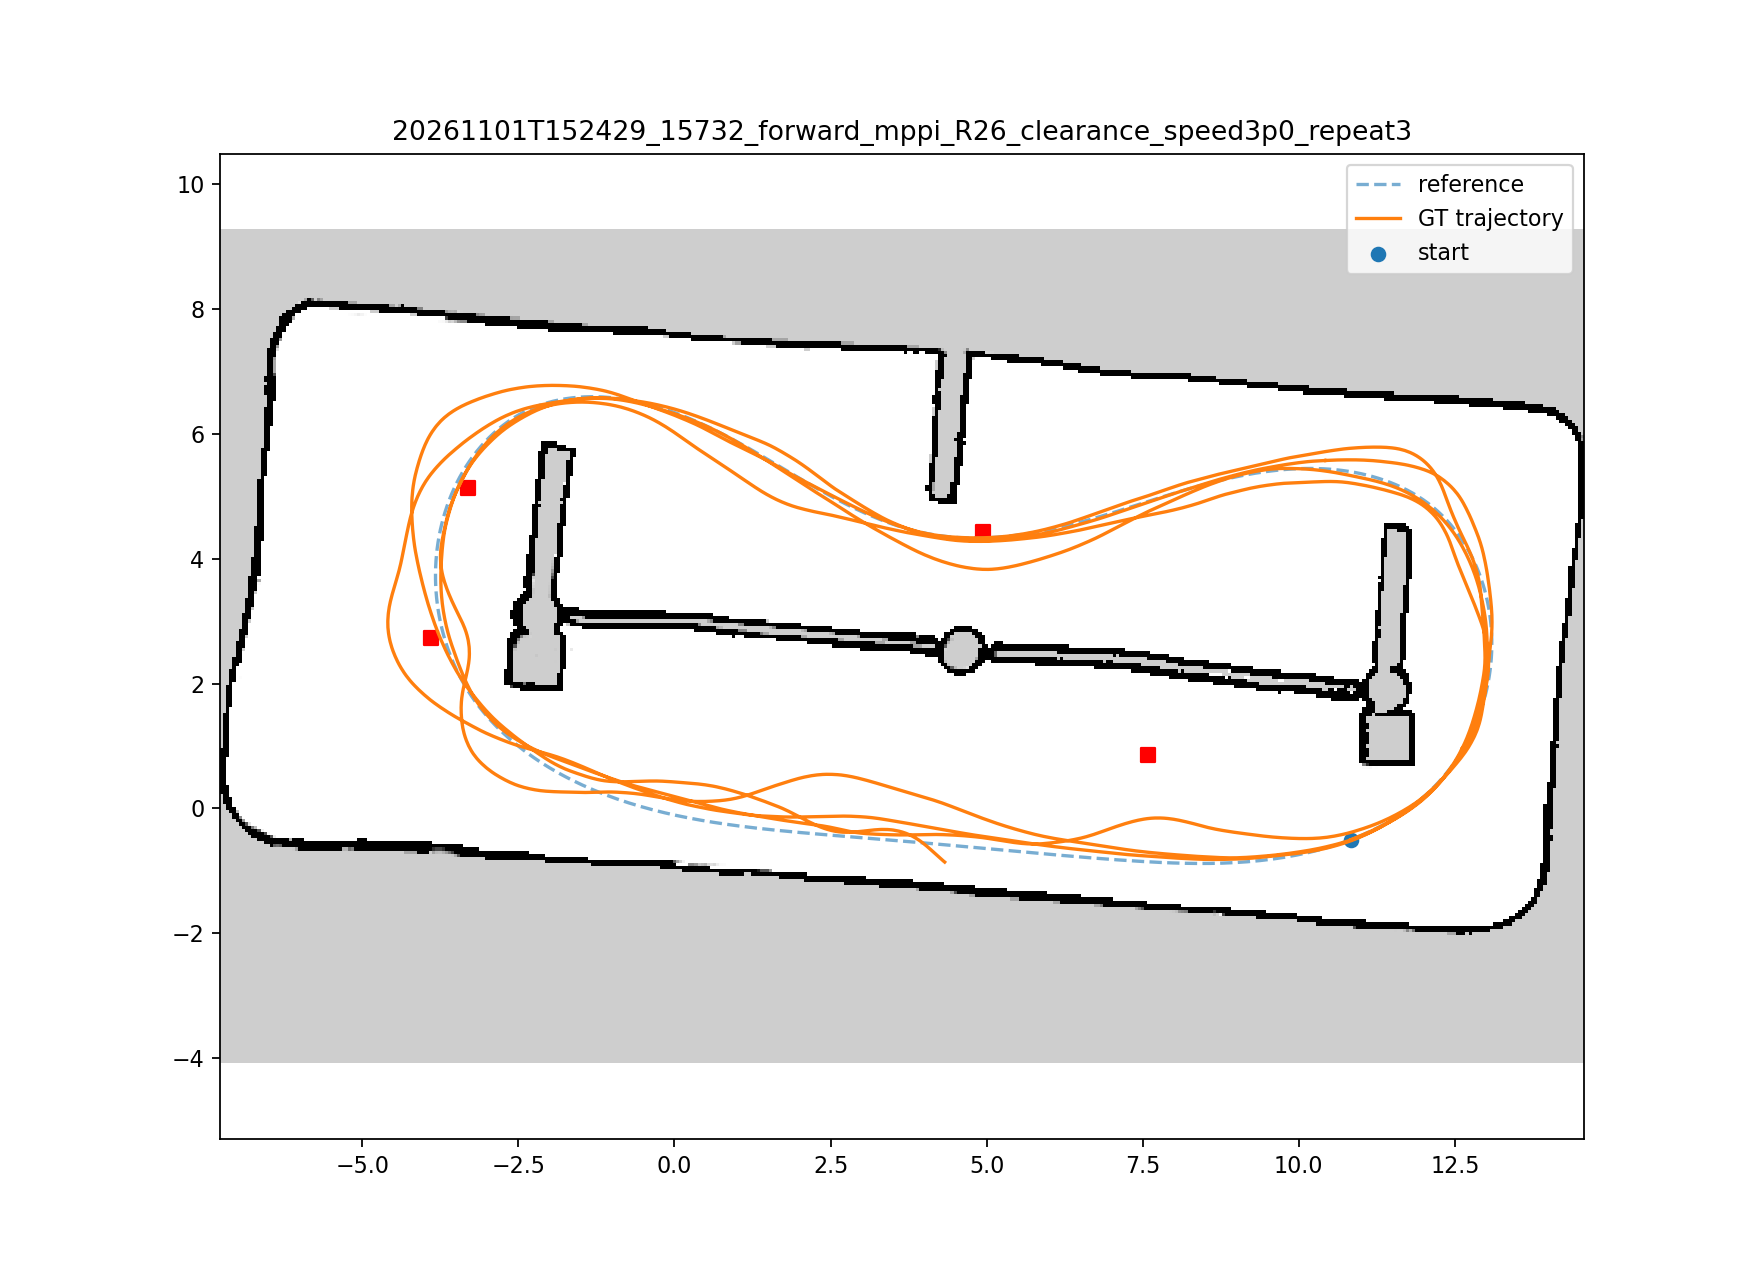 20261101T152429_15732_forward_mppi_R26_clearance_speed3p0_repeat3
reference
GT trajectory
start
10
8
6
4
2
0
−2
−4
−5.0 −2.5 0.0 2.5 5.0 7.5 10.0 12.5